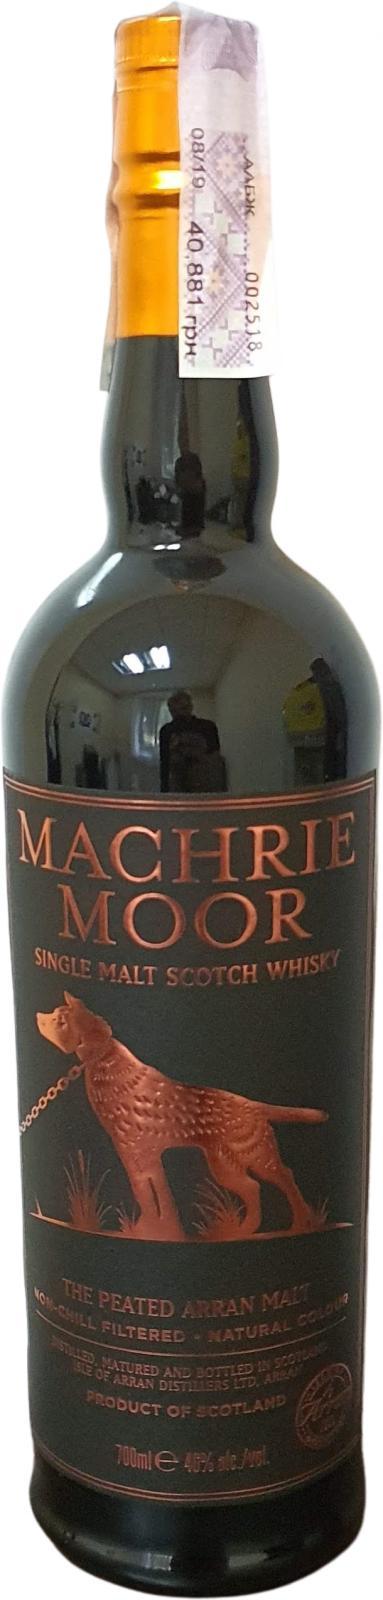 ААБЖ 002518
08/19 40,881 грн.
MACHRIE
MOOR
SINGLE MALT SCOTCH WHISKY
THE PEATED ARRAN MALT
NON-CHILL FILTERED • NATURAL COLOUR
DISTILLED, MATURED AND BOTTLED IN SCOTLAND
ISLE OF ARRAN DISTILLERS LTD, ARRAN
PRODUCT OF SCOTLAND
700ml ℮ 46% alc./vol.